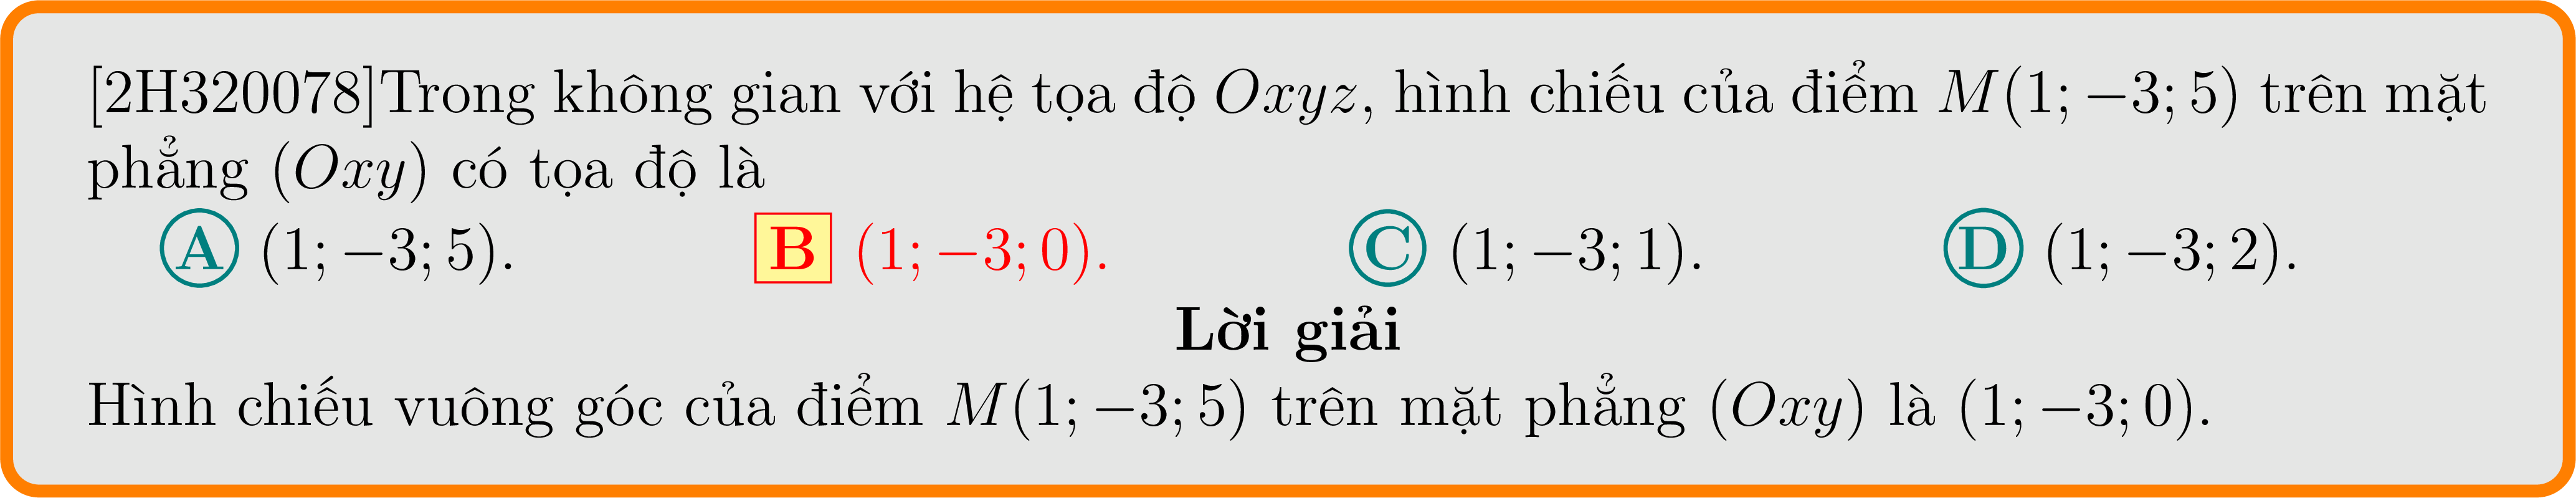 [2H320078]Trong không gian với hệ tọa độ Oxyz, hình chiếu của điểm M(1; −3; 5) trên mặt
phẳng (Oxy) có tọa độ là
A (1; −3; 5). B (1; −3; 0). C (1; −3; 1). D (1; −3; 2).
Lời giải
Hình chiếu vuông góc của điểm M(1; −3; 5) trên mặt phẳng (Oxy) là (1; −3; 0).